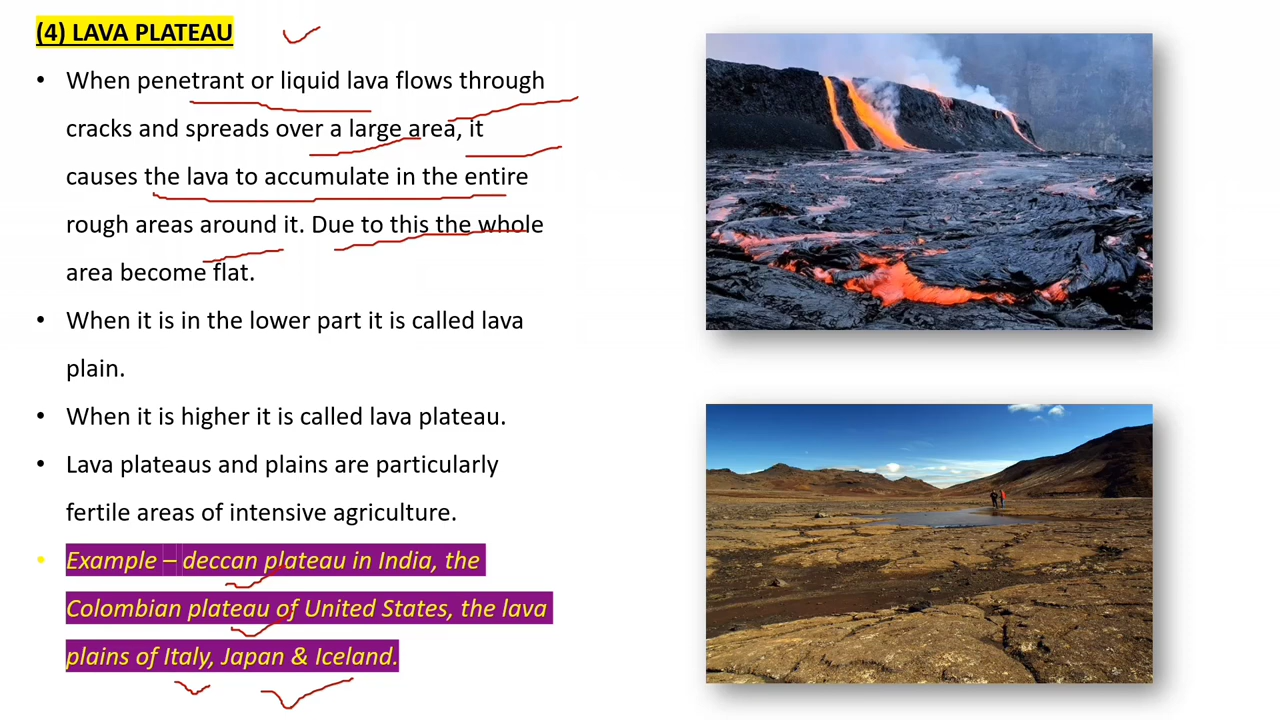 (4) LAVA PLATEAU
• When penetrant or liquid lava flows through
cracks and spreads over a large area, it
causes the lava to accumulate in the entire
rough areas around it. Due to this the whole
area become flat.
• When it is in the lower part it is called lava
plain.
• When it is higher it is called lava plateau.
• Lava plateaus and plains are particularly
fertile areas of intensive agriculture.
• Example – deccan plateau in India, the
Colombian plateau of United States, the lava
plains of Italy, Japan & Iceland.